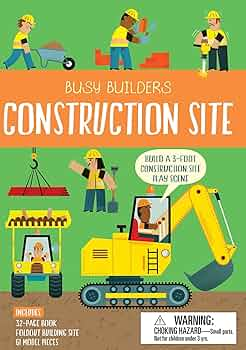 BUSY BUILDERS
CONSTRUCTION SITE
BUILD A 3-FOOT
CONSTRUCTION SITE
PLAY SCENE
INCLUDES
32-PAGE BOOK
FOLDOUT BUILDING SITE
61 MODEL PIECES
WARNING:
CHOKING HAZARD—Small parts.
Not for children under 3 yrs.